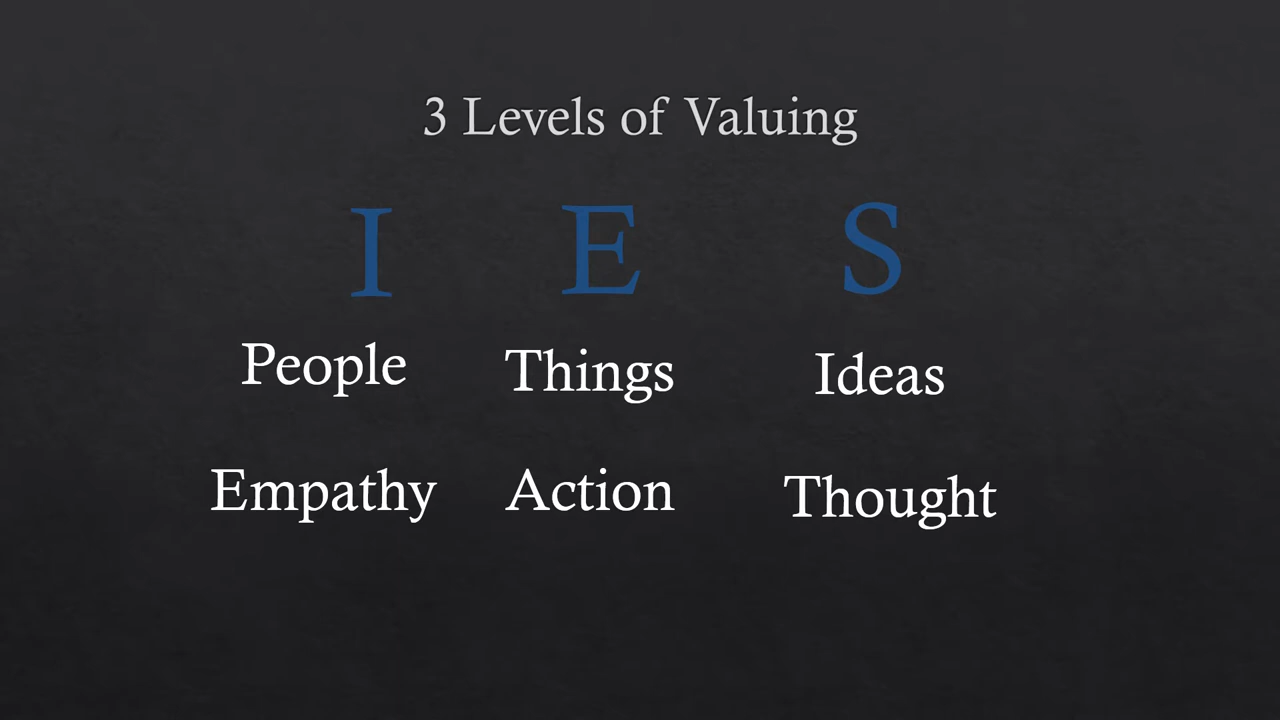 3 Levels of Valuing
I E S
People Things Ideas
Empathy Action Thought